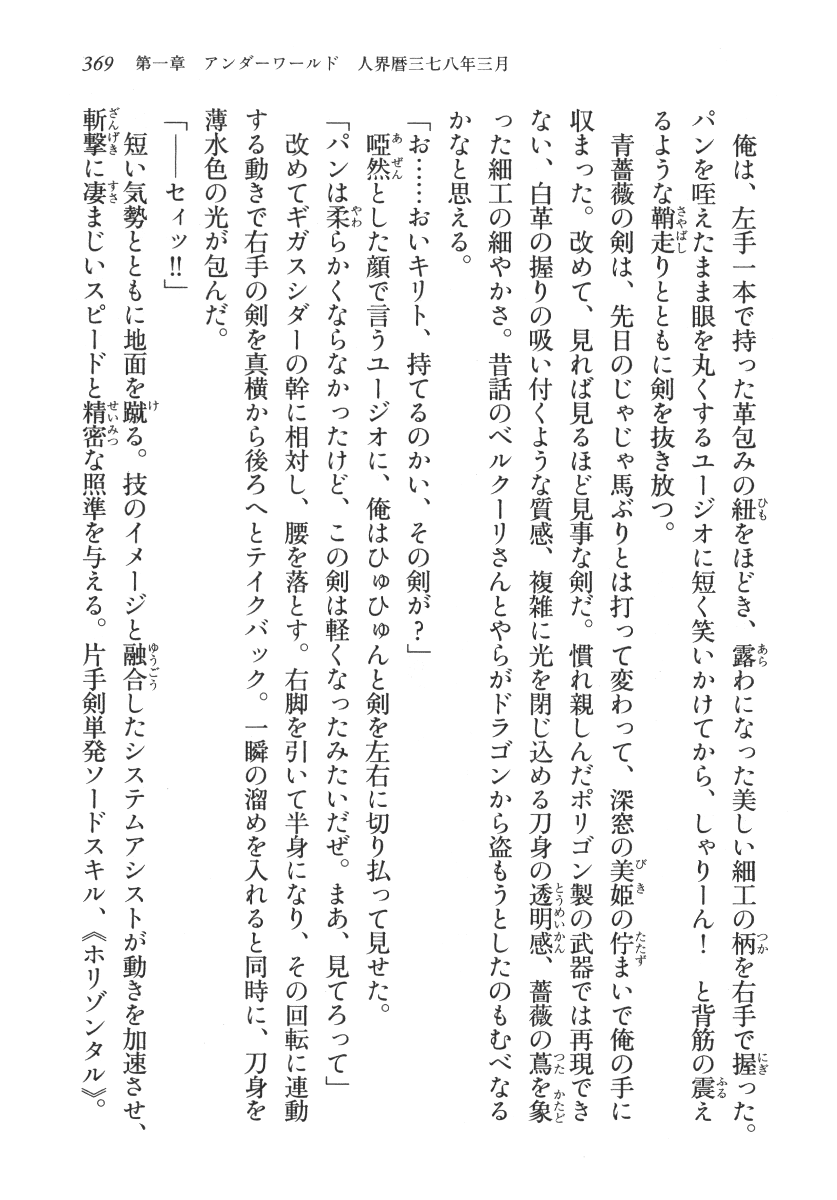 369 第一章 アンダーワールド 人界暦三七八年三月
俺は、左手一本で持った革包みの紐をほどき、露わになった美しい細工の柄を右手で握った。
パンを咥えたまま眼を丸くするユージオに短く笑いかけてから、しゃりーん！ と背筋の震え
るような鞘走りとともに剣を抜き放つ。
青薔薇の剣は、先日のじゃじゃ馬ぶりとは打って変わって、深窓の美姫の佇まいで俺の手に
収まった。改めて、見れば見るほど見事な剣だ。慣れ親しんだポリゴン製の武器では再現でき
ない、白革の握りの吸い付くような質感、複雑に光を閉じ込める刀身の透明感、薔薇の蔦を象
った細工の細やかさ。昔話のベルクーリさんとやらがドラゴンから盗もうとしたのもむべなる
かなと思える。
「お……おいキリト、持てるのかい、その剣が？」
啞然とした顔で言うユージオに、俺はひゅひゅんと剣を左右に切り払って見せた。
「パンは柔らかくならなかったけど、この剣は軽くなったみたいだぜ。まあ、見てろって」
改めてギガスシダーの幹に相対し、腰を落とす。右脚を引いて半身になり、その回転に連動
する動きで右手の剣を真横から後ろへとテイクバック。一瞬の溜めを入れると同時に、刀身を
薄水色の光が包んだ。
「――セィッ!!」
短い気勢とともに地面を蹴る。技のイメージと融合したシステムアシストが動きを加速させ、
斬撃に凄まじいスピードと精密な照準を与える。片手剣単発ソードスキル、《ホリゾンタル》。